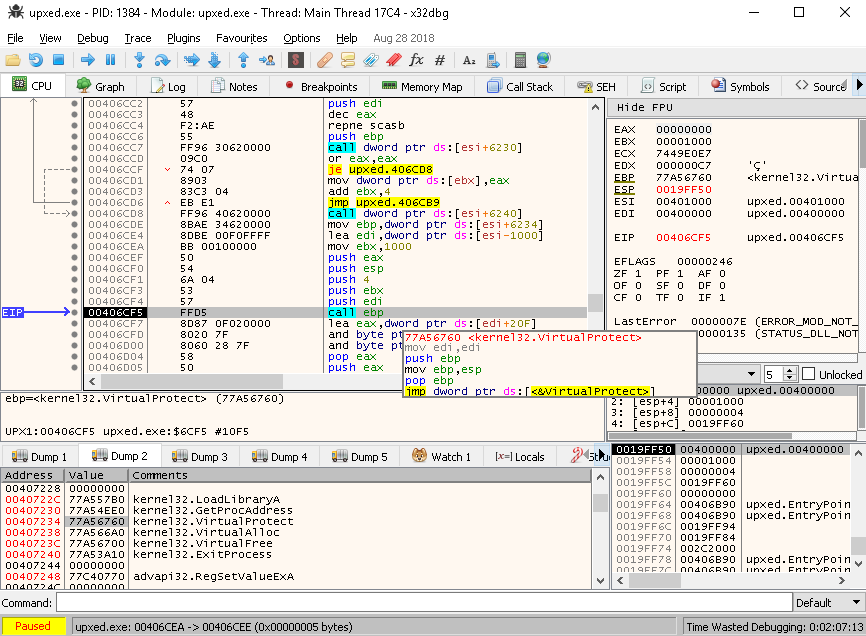 upxed.exe - PID: 1384 - Module: upxed.exe - Thread: Main Thread 17C4 - x32dbg
File View Debug Trace Plugins Favourites Options Help Aug 28 2018
CPU Graph Log Notes Breakpoints Memory Map Call Stack SEH Script Symbols Source
00406CC2 57 push edi
00406CC3 48 dec eax
00406CC4 F2:AE repne scasb
00406CC6 55 push ebp
00406CC7 FF96 30620000 call dword ptr ds:[esi+6230]
00406CCD 09C0 or eax,eax
00406CCF 74 07 je upxed.406CD8
00406CD1 8903 mov dword ptr ds:[ebx],eax
00406CD3 83C3 04 add ebx,4
00406CD6 EB E1 jmp upxed.406CB9
00406CD8 FF96 40620000 call dword ptr ds:[esi+6240]
00406CDE 8BAE 34620000 mov ebp,dword ptr ds:[esi+6234]
00406CE4 8DBE 00F0FFFF lea edi,dword ptr ds:[esi-1000]
00406CEA BB 00100000 mov ebx,1000
00406CEF 50 push eax
00406CF0 54 push esp
00406CF1 6A 04 push 4
00406CF3 53 push ebx
00406CF4 57 push edi
EIP 00406CF5 FFD5 call ebp
00406CF7 8D87 0F020000 lea eax,dword ptr ds:[edi+20F]
00406CFD 8020 7F and byte pt
00406D00 8060 28 7F and byte pt
00406D04 58 pop eax
00406D05 50 push eax
77A56760 <kernel32.VirtualProtect>
mov edi,edi
push ebp
mov ebp,esp
pop ebp
jmp dword ptr ds:[<&VirtualProtect>]
Hide FPU
EAX 00000000
EBX 00001000
ECX 7449E0E7
EDX 000000C7 'Ç'
EBP 77A56760 <kernel32.Virtua
ESP 0019FF50
ESI 00401000 upxed.00401000
EDI 00400000 upxed.00400000
EIP 00406CF5 upxed.00406CF5
EFLAGS 00000246
ZF 1 PF 1 AF 0
OF 0 SF 0 DF 0
CF 0 TF 0 IF 1
LastError 0000007E (ERROR_MOD_NOT_
0000135 (STATUS_DLL_NOT
5 Unlocked
00000 upxed.00400000
2: [esp+4] 00001000
3: [esp+8] 00000004
4: [esp+C] 0019FF60
ebp=<kernel32.VirtualProtect> (77A56760)
UPX1:00406CF5 upxed.exe:$6CF5 #10F5
Dump 1 Dump 2 Dump 3 Dump 4 Dump 5 Watch 1 [x=] Locals Stru
Address Value Comments
00407228 00000000
0040722C 77A557B0 kernel32.LoadLibraryA
00407230 77A54EE0 kernel32.GetProcAddress
00407234 77A56760 kernel32.VirtualProtect
00407238 77A566A0 kernel32.VirtualAlloc
0040723C 77A56700 kernel32.VirtualFree
00407240 77A53A10 kernel32.ExitProcess
00407244 00000000
00407248 77C40770 advapi32.RegSetValueExA
0040724C 00000000
0019FF50 00400000 upxed.00400000
0019FF54 00001000
0019FF58 00000004
0019FF5C 0019FF60
0019FF60 00000000
0019FF64 00406B90 upxed.EntryPoin
0019FF68 00406B90 upxed.EntryPoin
0019FF6C 0019FF94
0019FF70 0019FF84
0019FF74 002C2000
0019FF78 00406B90 upxed.EntryPoin
0019FF7C 00406B90 upxed.EntryPoin
Command: Default
Paused upxed.exe: 00406CEA -> 00406CEE (0x00000005 bytes) Time Wasted Debugging: 0:02:07:13